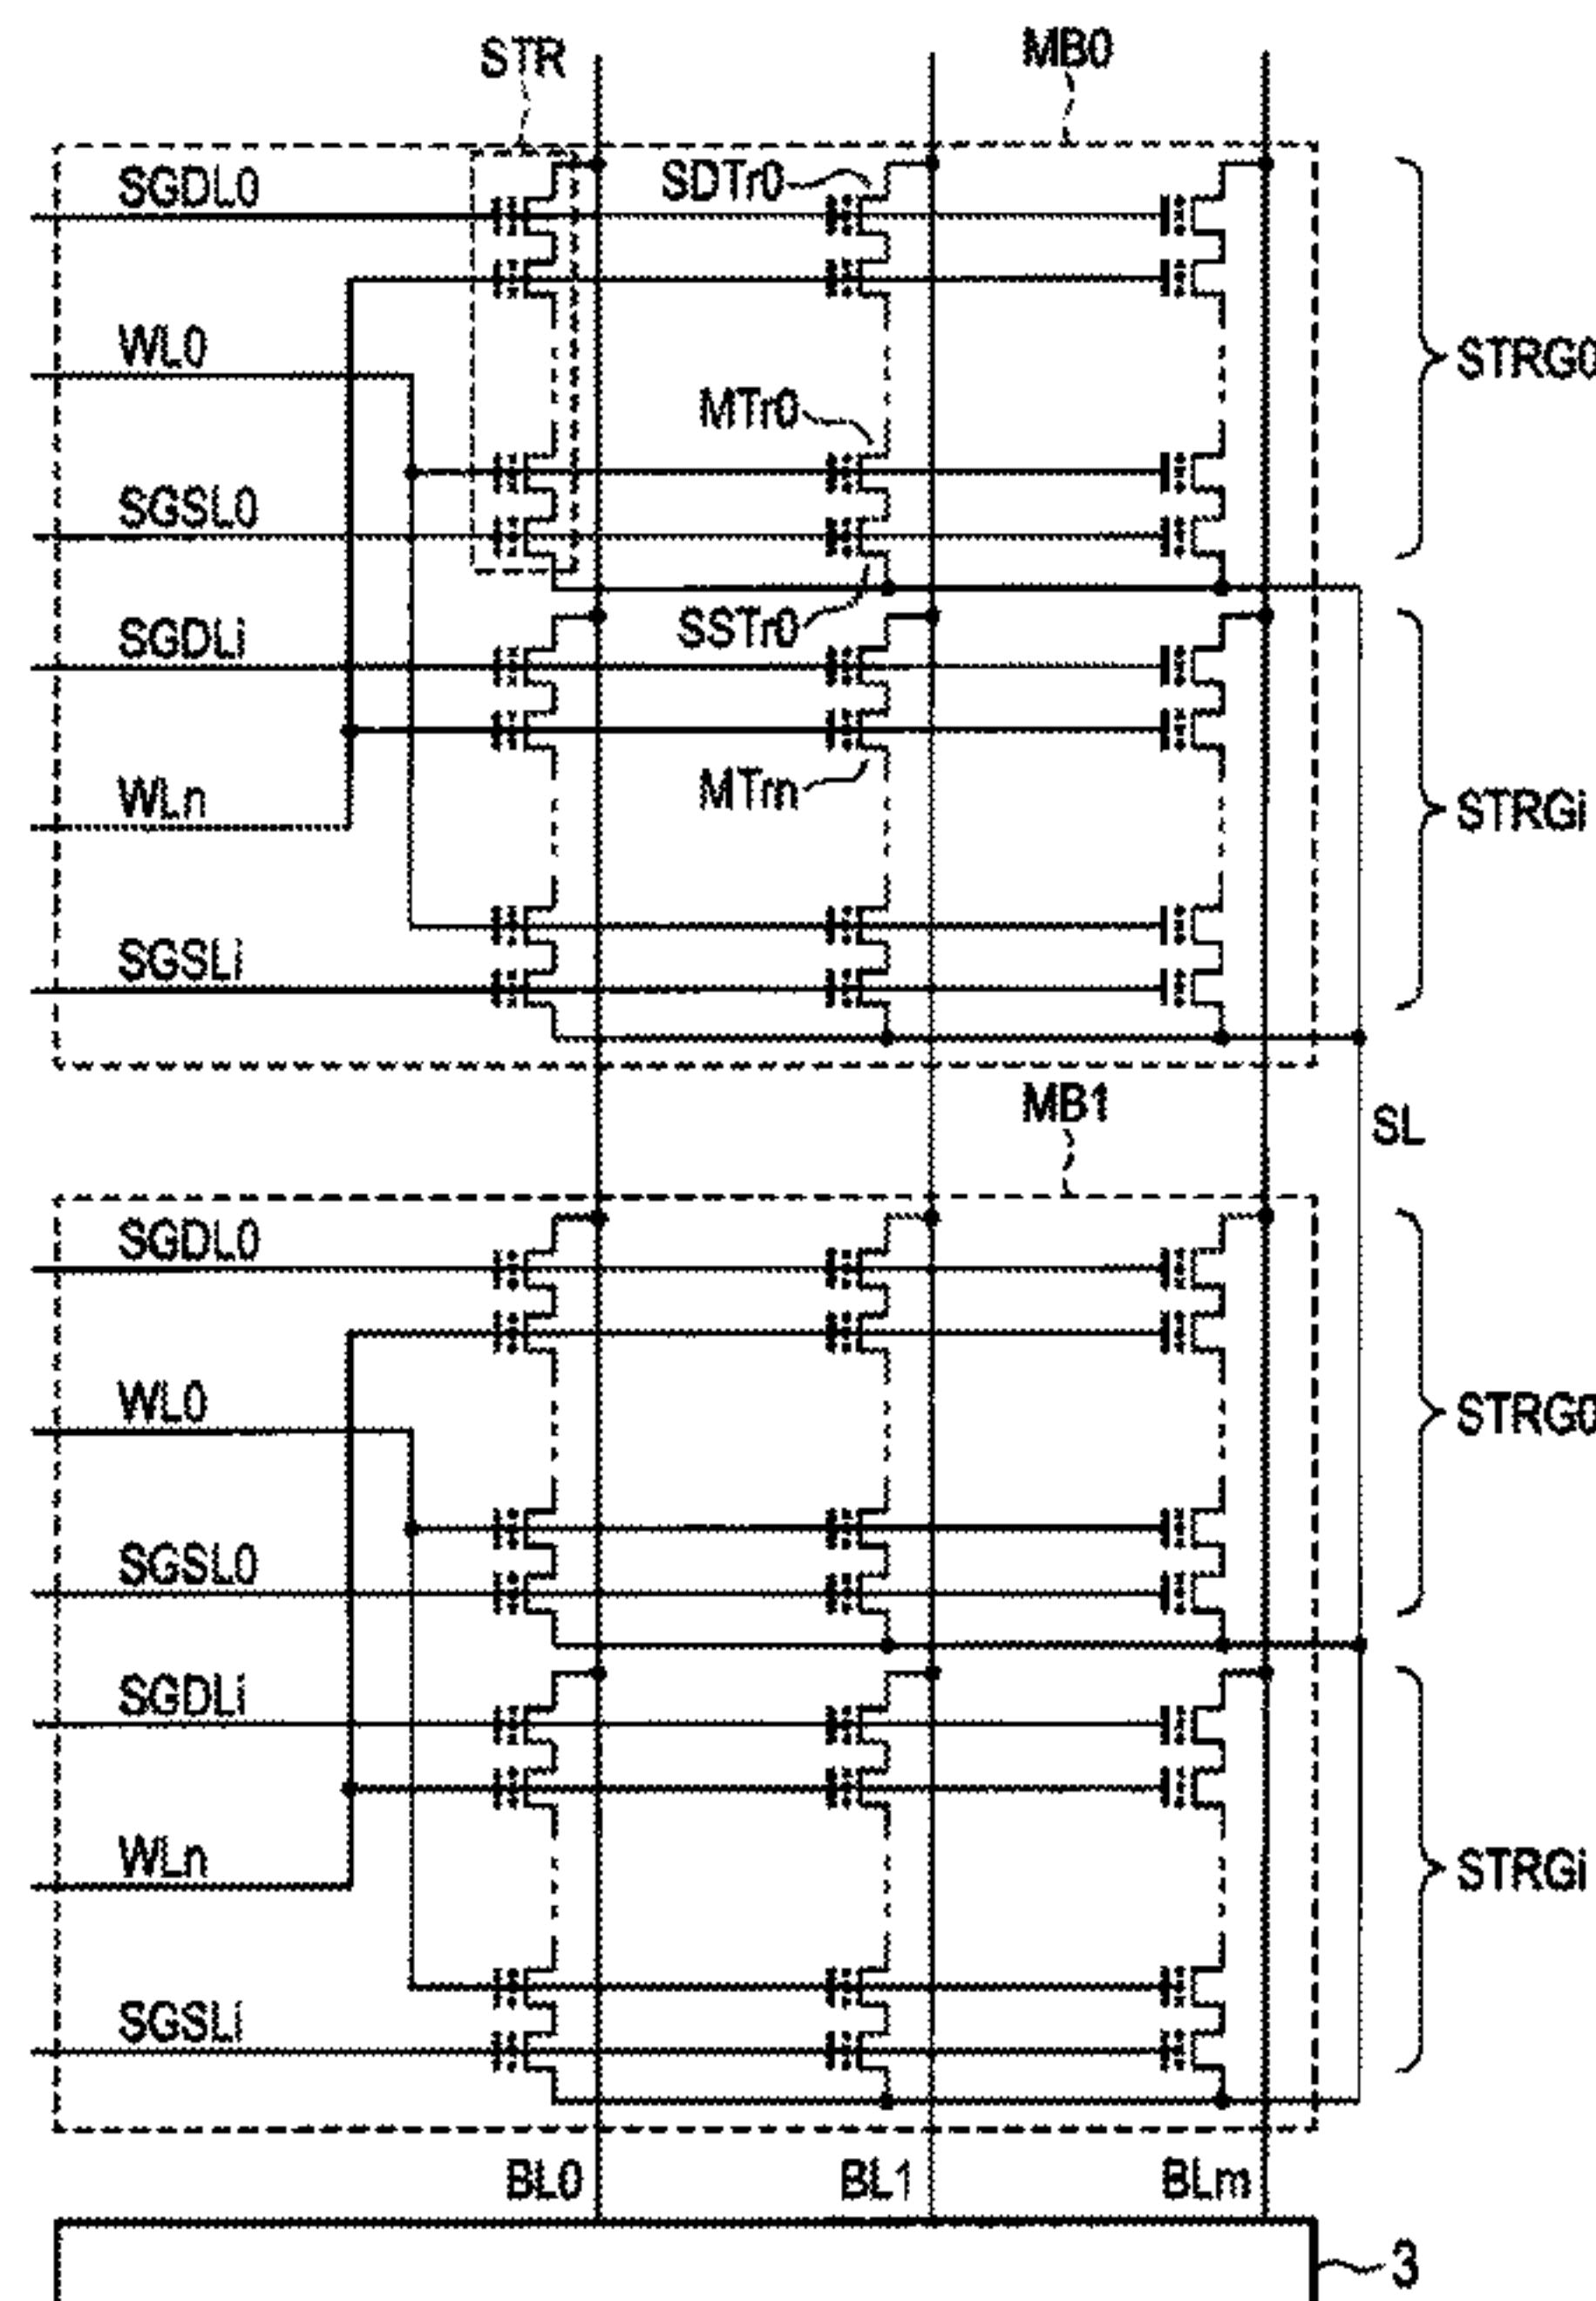 STR
MB0
SGDL0
SDTr0
WL0
STRG0
MTr0
SGSL0
SGDLi
SSTr0
WLn
MTrn
STRGi
SGSLi
MB1
SL
SGDL0
WL0
STRG0
SGSL0
SGDLi
WLn
STRGi
SGSLi
BL0
BL1
BLm
3